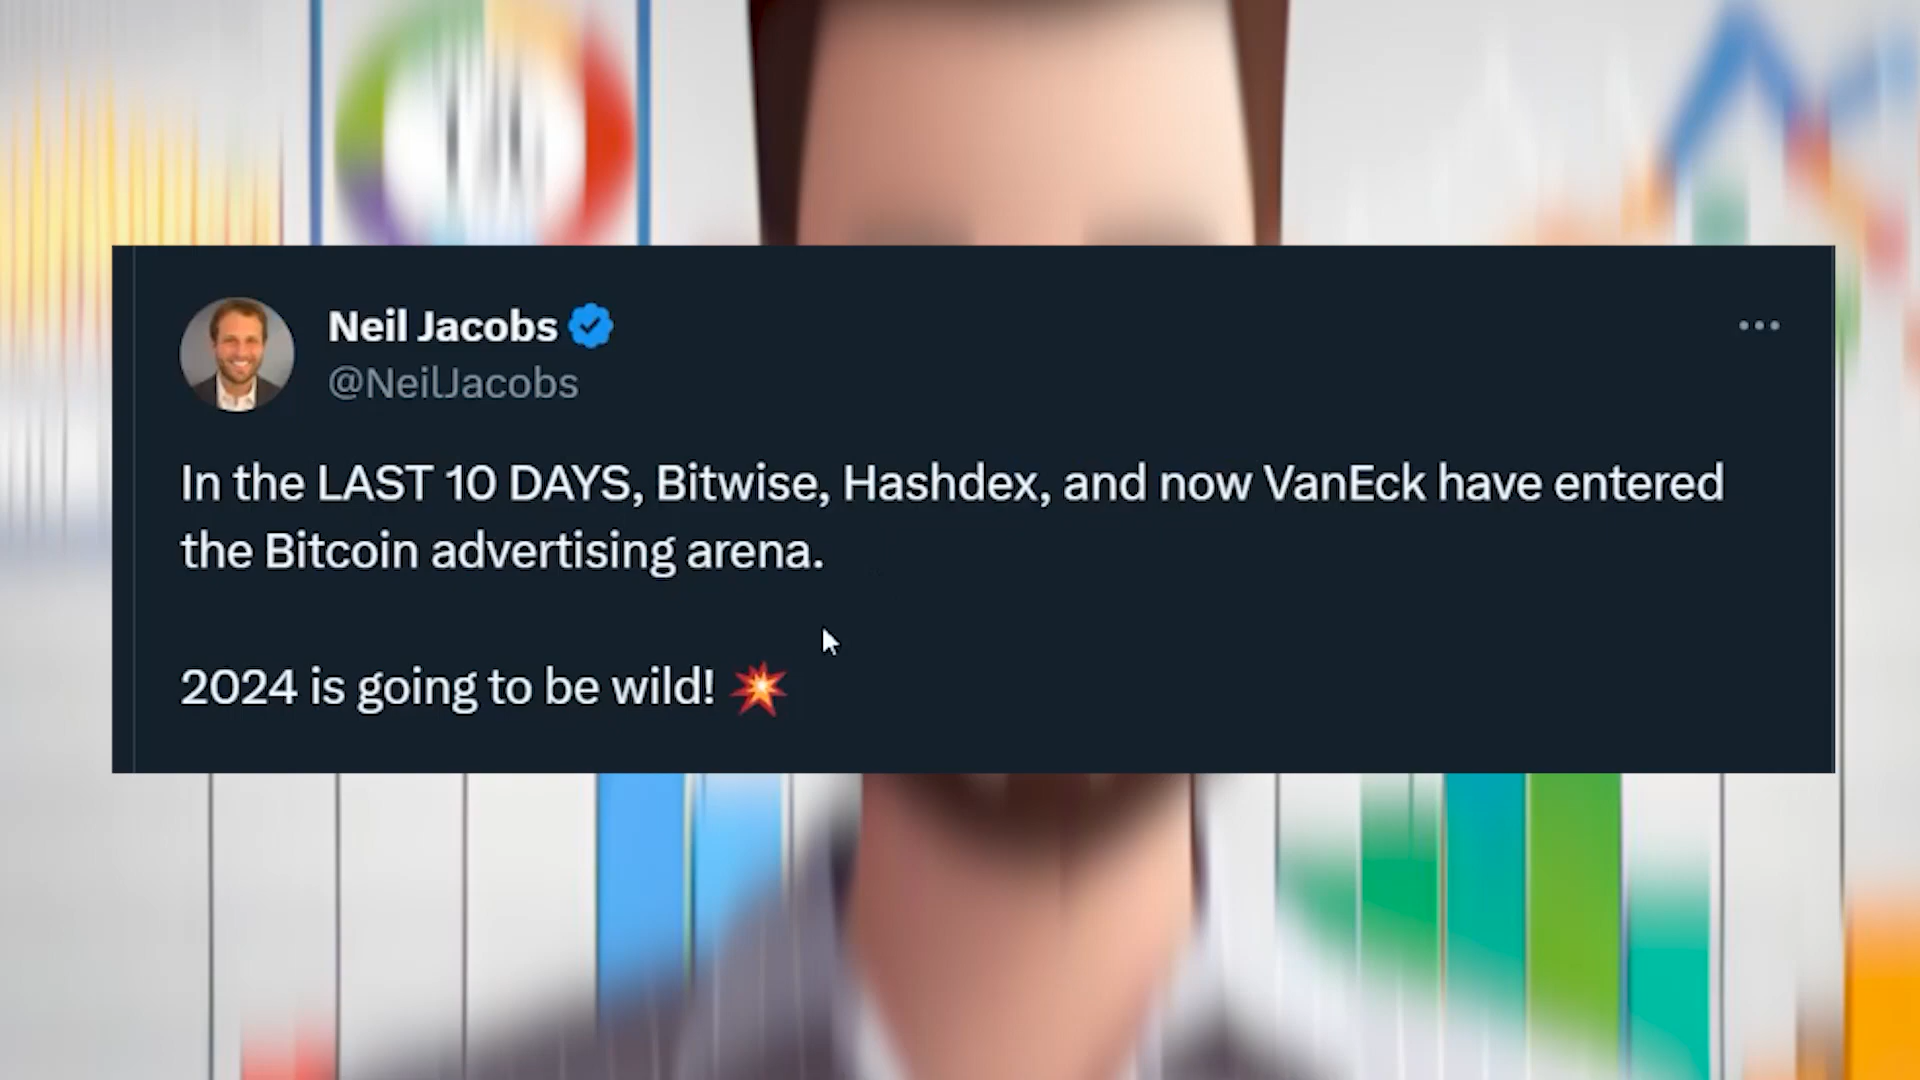 Neil Jacobs
@NeilJacobs
In the LAST 10 DAYS, Bitwise, Hashdex, and now VanEck have entered
the Bitcoin advertising arena.
2024 is going to be wild! 💥